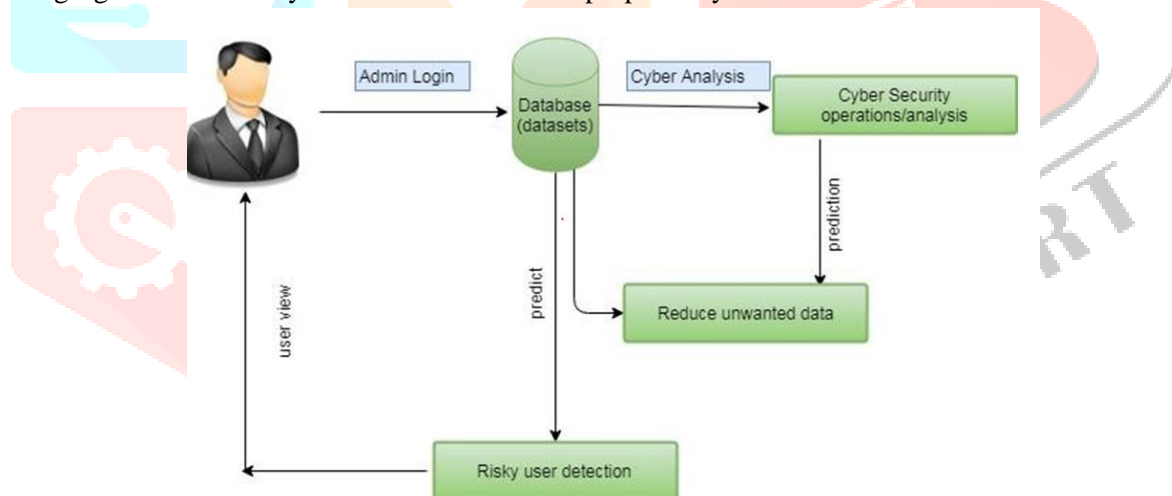 Admin Login
Cyber Analysis
Database
(datasets)
Cyber Security
operations/analysis
prediction
predict
user view
Reduce unwanted data
Risky user detection